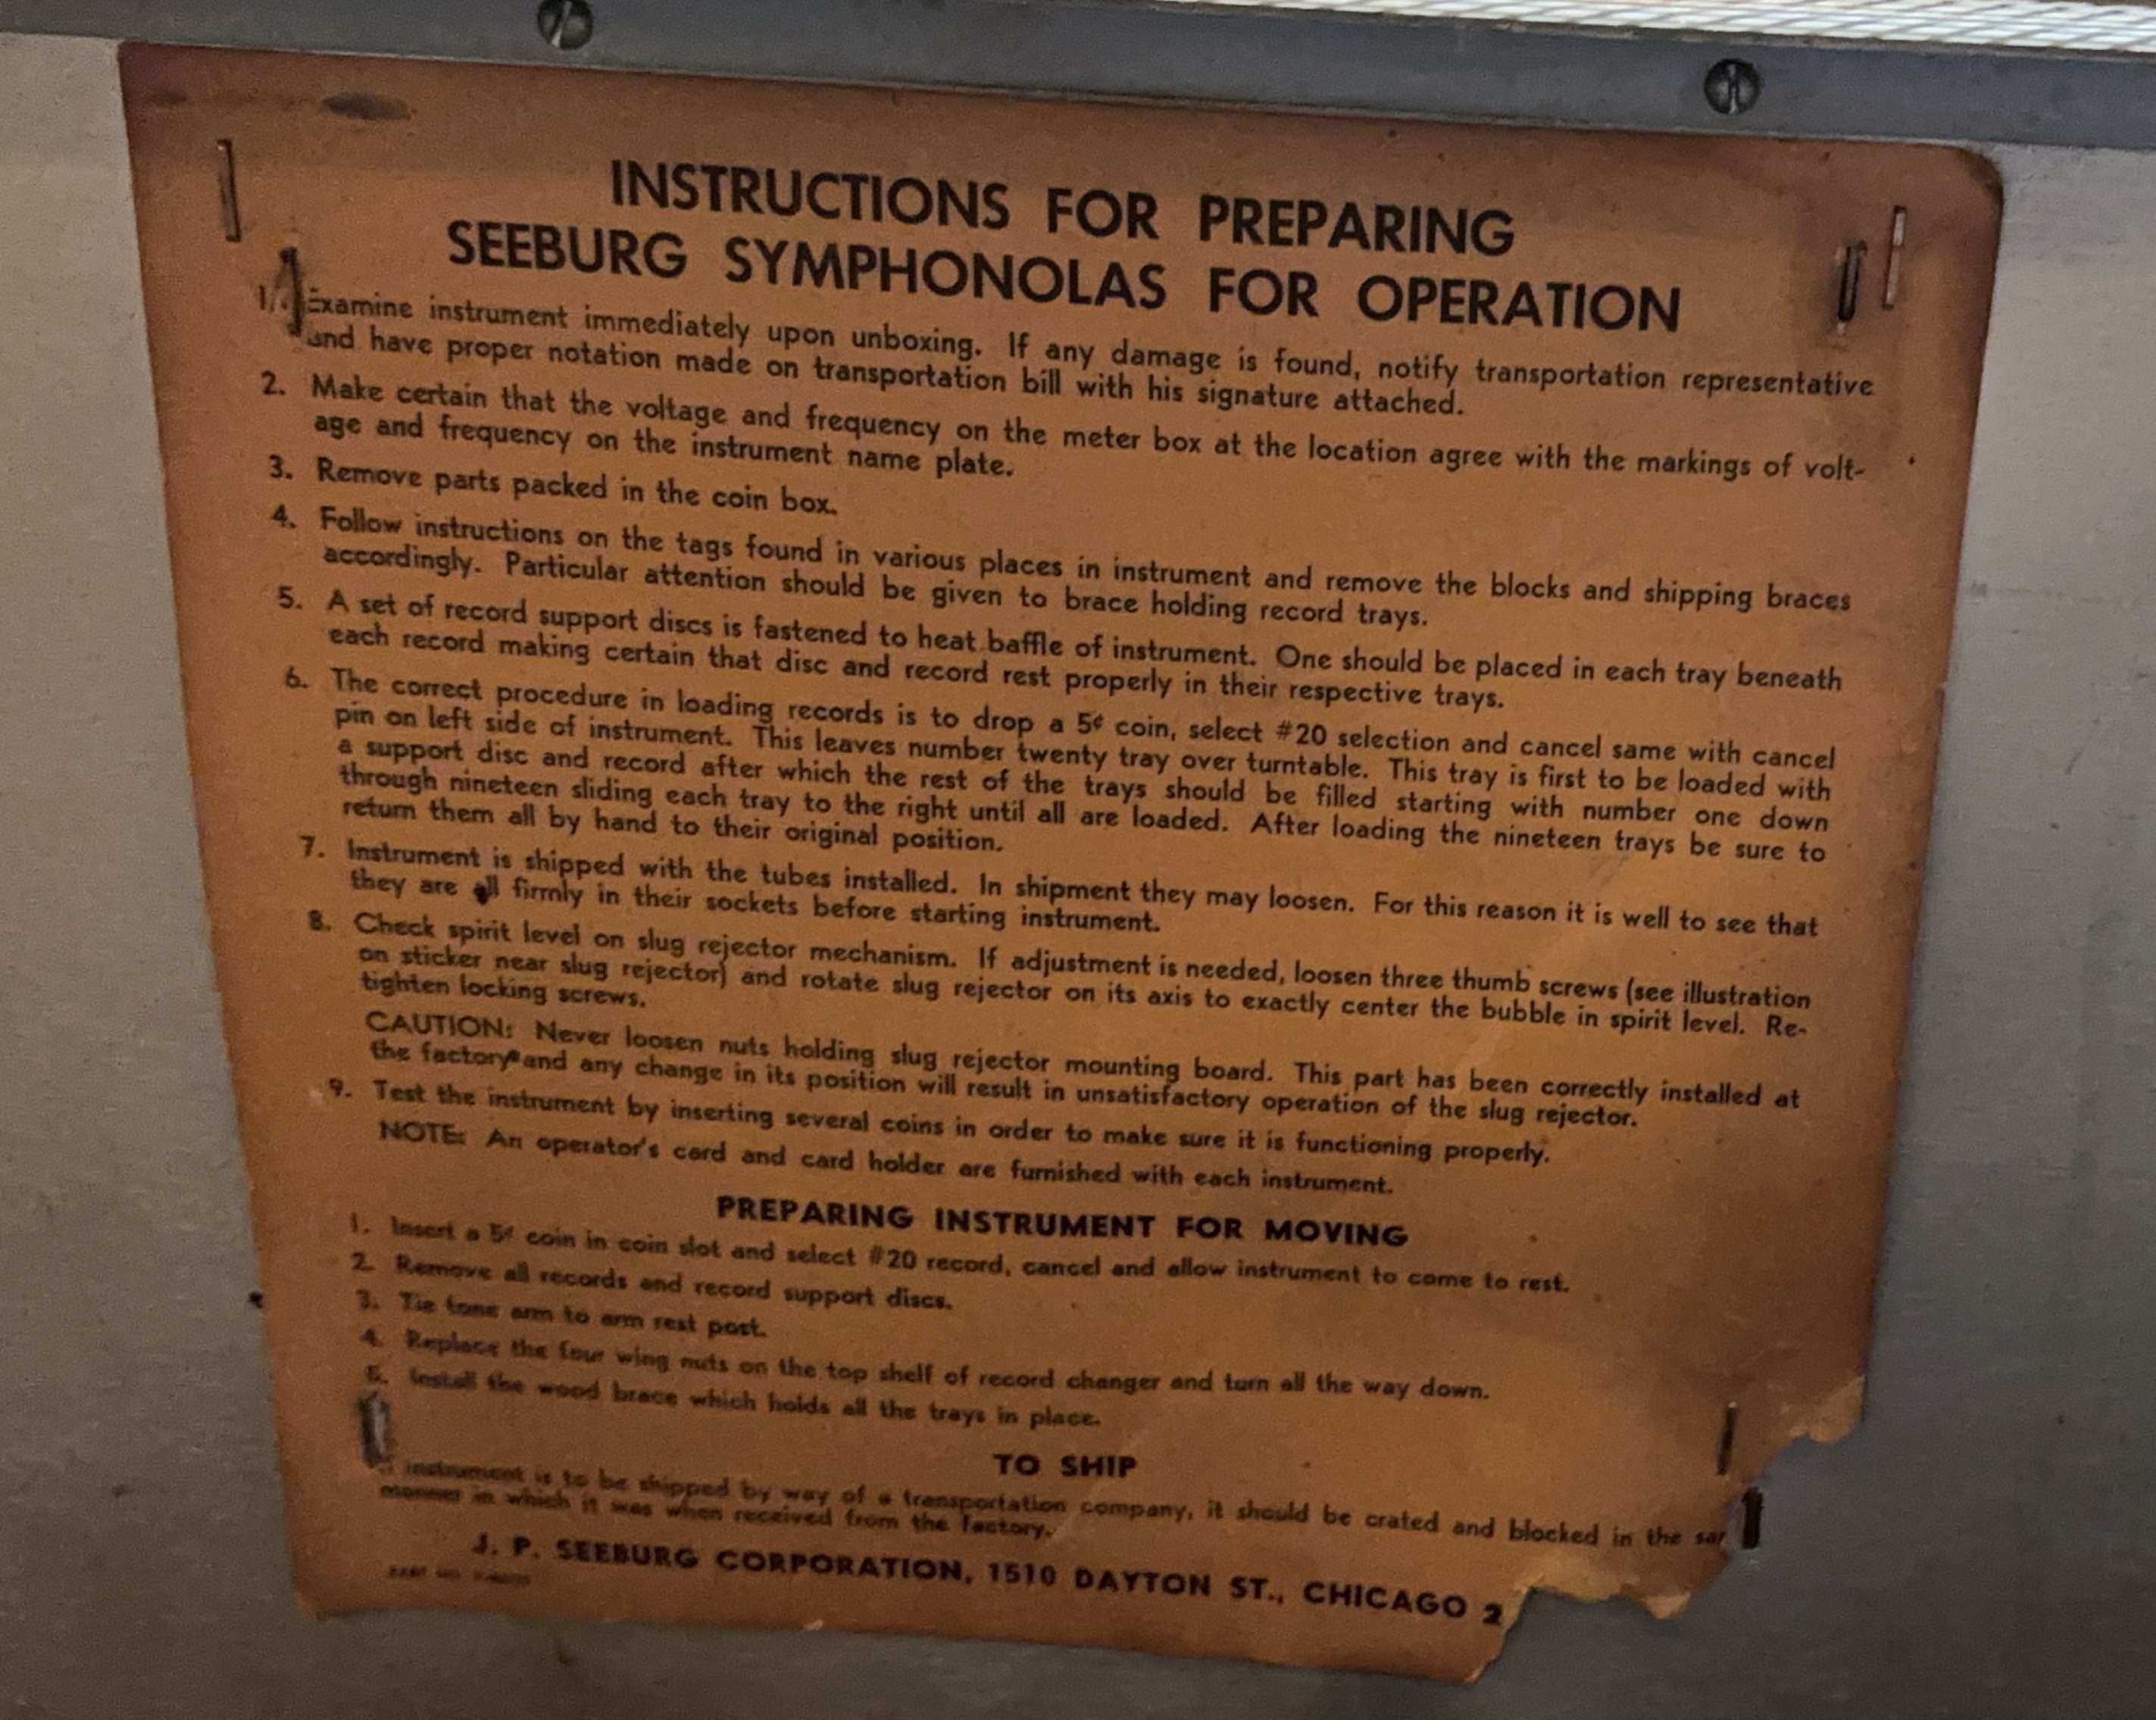 INSTRUCTIONS FOR PREPARING
SEEBURG SYMPHONOLAS FOR OPERATION
1. Examine instrument immediately upon unboxing. If any damage is found, notify transportation representative
and have proper notation made on transportation bill with his signature attached.
2. Make certain that the voltage and frequency on the meter box at the location agree with the markings of volt-
age and frequency on the instrument name plate.
3. Remove parts packed in the coin box.
4. Follow instructions on the tags found in various places in instrument and remove the blocks and shipping braces
accordingly. Particular attention should be given to brace holding record trays.
5. A set of record support discs is fastened to heat baffle of instrument. One should be placed in each tray beneath
each record making certain that disc and record rest properly in their respective trays.
6. The correct procedure in loading records is to drop a 5¢ coin, select #20 selection and cancel same with cancel
pin on left side of instrument. This leaves number twenty tray over turntable. This tray is first to be loaded with
a support disc and record after which the rest of the trays should be filled starting with number one down
through nineteen sliding each tray to the right until all are loaded. After loading the nineteen trays be sure to
return them all by hand to their original position.
7. Instrument is shipped with the tubes installed. In shipment they may loosen. For this reason it is well to see that
they are all firmly in their sockets before starting instrument.
8. Check spirit level on slug rejector mechanism. If adjustment is needed, loosen three thumb screws (see illustration
on sticker near slug rejector) and rotate slug rejector on its axis to exactly center the bubble in spirit level. Re-
tighten locking screws.
CAUTION: Never loosen nuts holding slug rejector mounting board. This part has been correctly installed at
the factory and any change in its position will result in unsatisfactory operation of the slug rejector.
9. Test the instrument by inserting several coins in order to make sure it is functioning properly.
NOTE: An operator's card and card holder are furnished with each instrument.
PREPARING INSTRUMENT FOR MOVING
1. Insert a 5¢ coin in coin slot and select #20 record, cancel and allow instrument to come to rest.
2. Remove all records and record support discs.
3. Tie tone arm to arm rest post.
4. Replace the four wing nuts on the top shelf of record changer and turn all the way down.
5. Install the wood brace which holds all the trays in place.
TO SHIP
instrument is to be shipped by way of a transportation company, it should be crated and blocked in the
manner in which it was when received from the factory.
J. P. SEEBURG CORPORATION, 1510 DAYTON ST., CHICAGO 2